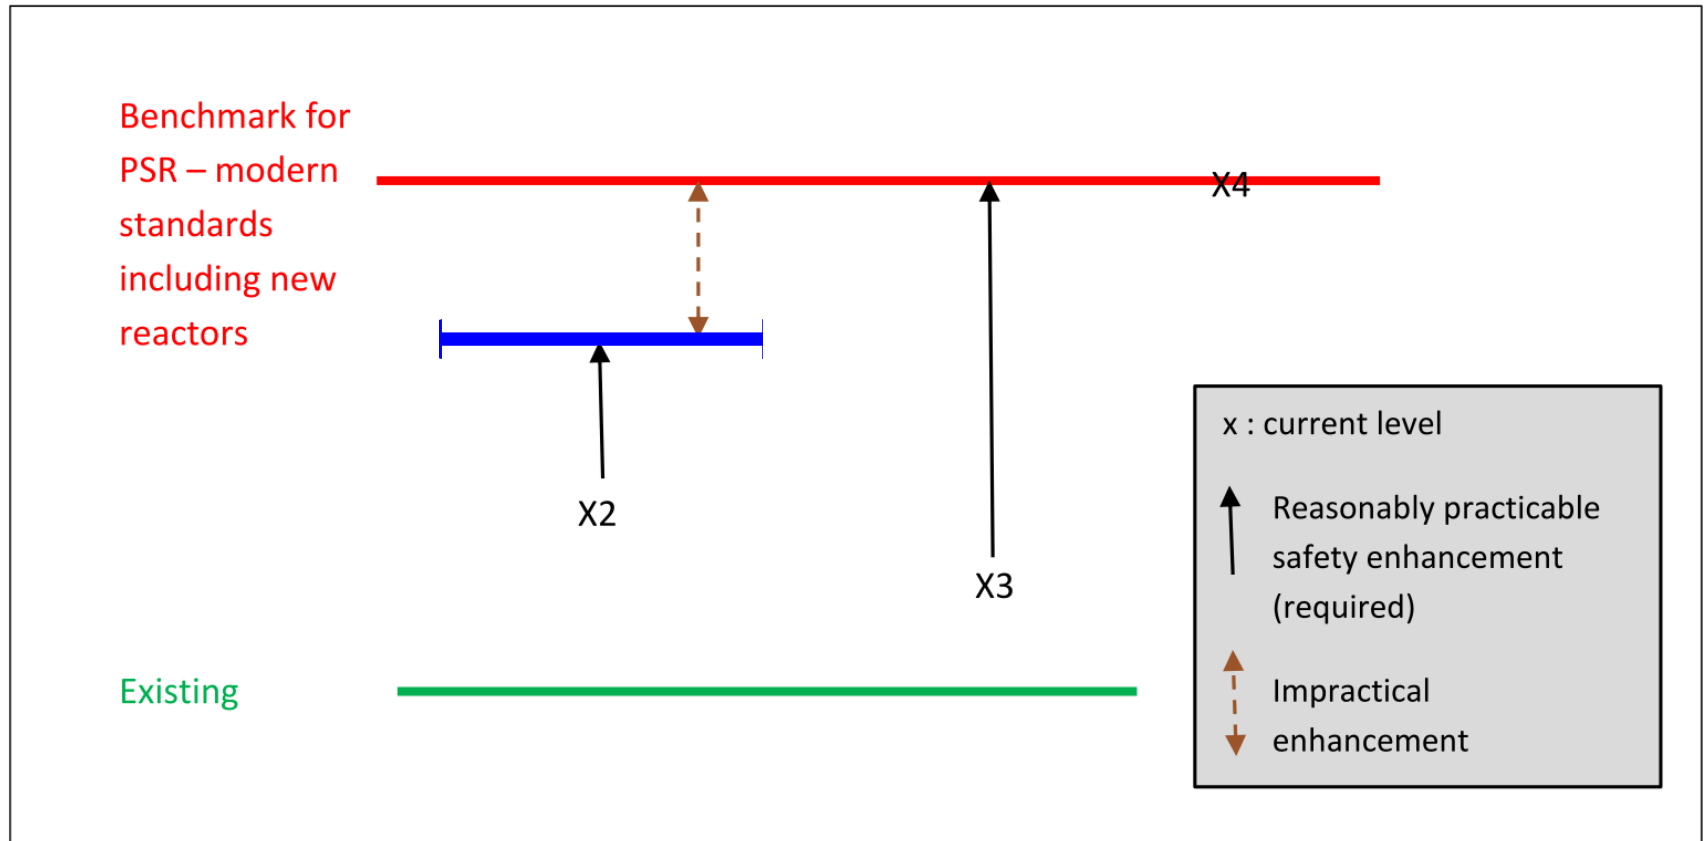 Benchmark for
PSR – modern
standards
including new
reactors
X4
X2
X3
Existing
x : current level
Reasonably practicable
safety enhancement
(required)
Impractical
enhancement